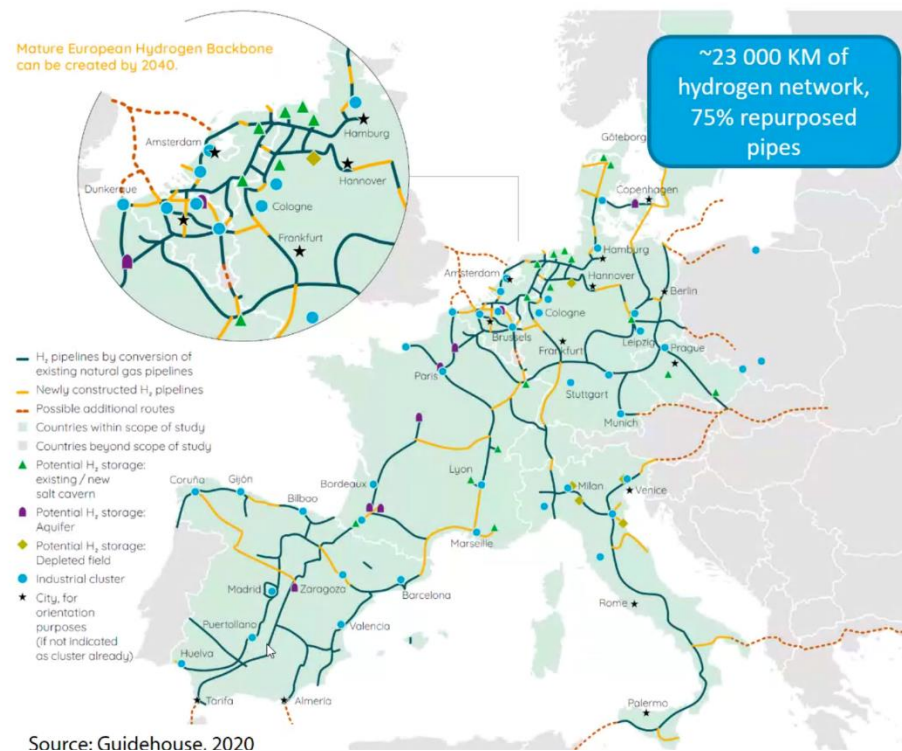 Mature European Hydrogen Backbone
can be created by 2040.
~23 000 KM of
hydrogen network,
75% repurposed
pipes
Amsterdam
Hamburg
Hannover
Dunkerque
Cologne
Frankfurt
Göteborg
Copenhagen
Hamburg
Amsterdam
Hannover
Berlin
Cologne
Brussels
Leipzig
Frankfurt
Prague
Paris
Stuttgart
Munich
Lyon
Milan
Venice
Bordeaux
Coruña
Gijón
Bilbao
Marseille
Madrid
Zaragoza
Barcelona
Rome
Puertollano
Valencia
Huelva
Tarifa
Almería
Palermo
H₂ pipelines by conversion of
existing natural gas pipelines
Newly constructed H₂ pipelines
Possible additional routes
Countries within scope of study
Countries beyond scope of study
Potential H₂ storage:
existing / new
salt cavern
Potential H₂ storage:
Aquifer
Potential H₂ storage:
Depleted field
Industrial cluster
City, for
orientation
purposes
(if not indicated
as cluster already)
Source: Guidehouse, 2020